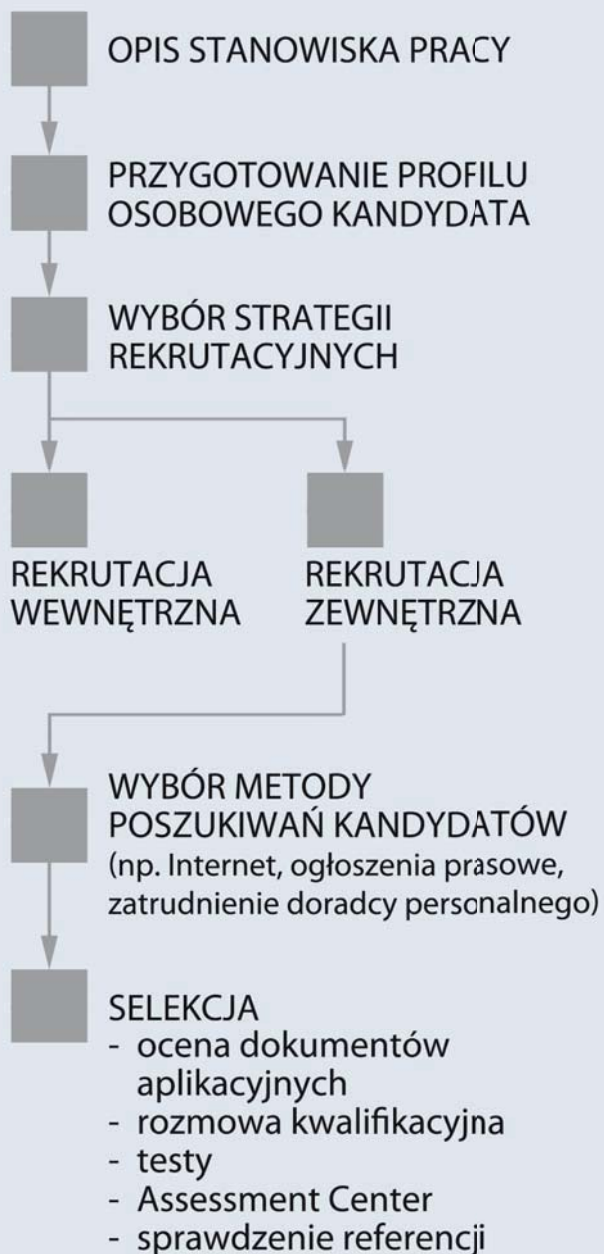 OPIS STANOWISKA PRACY
PRZYGOTOWANIE PROFILU
OSOBOWEGO KANDYDATA
WYBÓR STRATEGII
REKRUTACYJNYCH
REKRUTACJA
WEWNĘTRZNA
REKRUTACJA
ZEWNĘTRZNA
WYBÓR METODY
POSZUKIWAŃ KANDYDATÓW
(np. Internet, ogłoszenia prasowe,
zatrudnienie doradcy personalnego)
SELEKCJA
- ocena dokumentów
aplikacyjnych
- rozmowa kwalifikacyjna
- testy
- Assessment Center
- sprawdzenie referencji